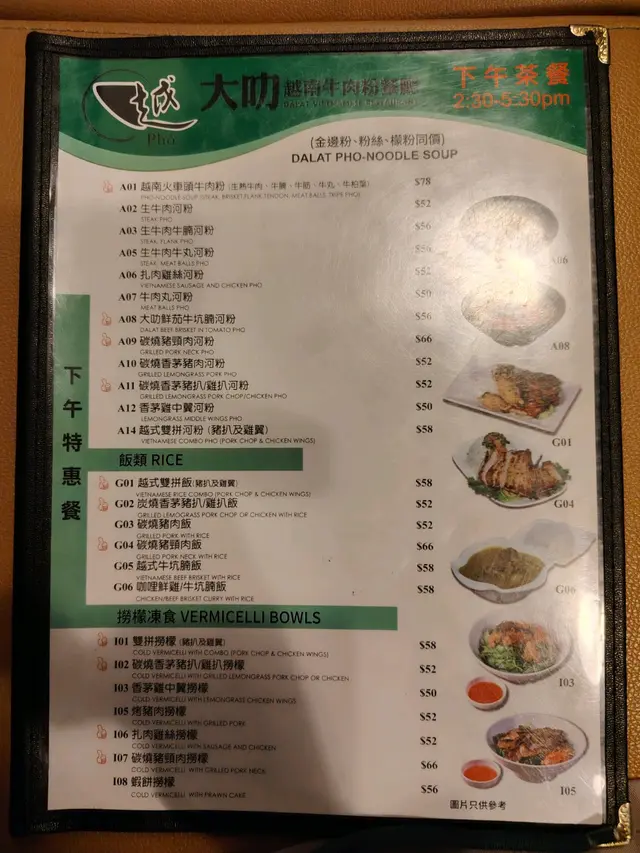 越
Pho
大叻越南牛肉粉餐廳
下午茶餐
2:30-5:30pm
(金邊粉、粉絲、檬粉同價)
DALAT PHO-NOODLE SOUP
A01 越南火車頭牛肉粉 (生熟牛肉、牛腩、牛筋、牛丸、牛柏葉) $78
A02 生牛肉河粉 $52
STEAK PHO
A03 生牛肉牛腩河粉 $56
STEAK, FLANK PHO
A05 生牛肉牛丸河粉
STEAK, MEAT BALLS PHO
A06 扎肉雞絲河粉 $52
VIETNAMESE SAUSAGE AND CHICKEN PHO
A07 牛肉丸河粉 $50
MEAT BALLS PHO
A08 大叻鮮茄牛坑腩河粉 $56
DALAT BEEF BRISKET IN TOMATO PHO
A09 碳燒豬頸肉河粉 $66
GRILLED PORK NECK PHO
A10 碳燒香茅豬肉河粉 $52
GRILLED LEMONGRASS PORK PHO
A11 碳燒香茅豬扒/雞扒河粉 $52
GRILLED LEMONGRASS PORK CHOP/CHICKEN PHO
A12 香茅雞中翼河粉 $50
LEMONGRASS MIDDLE WINGS PHO
A14 越式雙拼河粉 (豬扒及雞翼) $58
VIETNAMESE COMBO PHO (PORK CHOP & CHICKEN WINGS)
下午特惠餐
飯類 RICE
G01 越式雙拼飯(豬扒及雞翼) $58
VIETNAMESE RICE COMBO (PORK CHOP & CHICKEN WINGS)
G02 炭燒香茅豬扒/雞扒飯 $52
GRILLED LEMOGRASS PORK CHOP OR CHICKEN WITH RICE
G03 碳燒豬肉飯 $52
GRILLED PORK WITH RICE
G04 碳燒豬頸肉飯 $66
GRILLED PORK NECK WITH RICE
G05 越式牛坑腩飯 $58
VIETNAMESE BEEF BRISKET WITH RICE
G06 咖哩鮮雞/牛坑腩飯 $58
CHICKEN/BEEF BRISKET CURRY WITH RICE
撈檬凍食 VERMICELLI BOWLS
I01 雙拼撈檬 (豬扒及雞翼) $58
COLD VERMICELLI WITH COMBO (PORK CHOP & CHICKEN WINGS)
I02 碳燒香茅豬扒/雞扒撈檬 $52
COLD VERMICELLI WITH GRILLED LEMONGRASS PORK CHOP OR CHICKEN
I03 香茅雞中翼撈檬 $50
COLD VERMICELLI WITH LEMONGRASS CHICKEN WINGS
I05 烤豬肉撈檬 $52
COLD VERMICELLI WITH GRILLED PORK
I06 扎肉雞絲撈檬 $52
COLD VERMICELLI WITH SAUSAGE AND CHICKEN
I07 碳燒豬頸肉撈檬 $66
COLD VERMICELLI WITH GRILLED PORK NECK
I08 蝦餅撈檬 $56
COLD VERMICELLI WITH PRAWN CAKE
A06
A08
G01
G04
G06
I03
I05
圖片只供參考